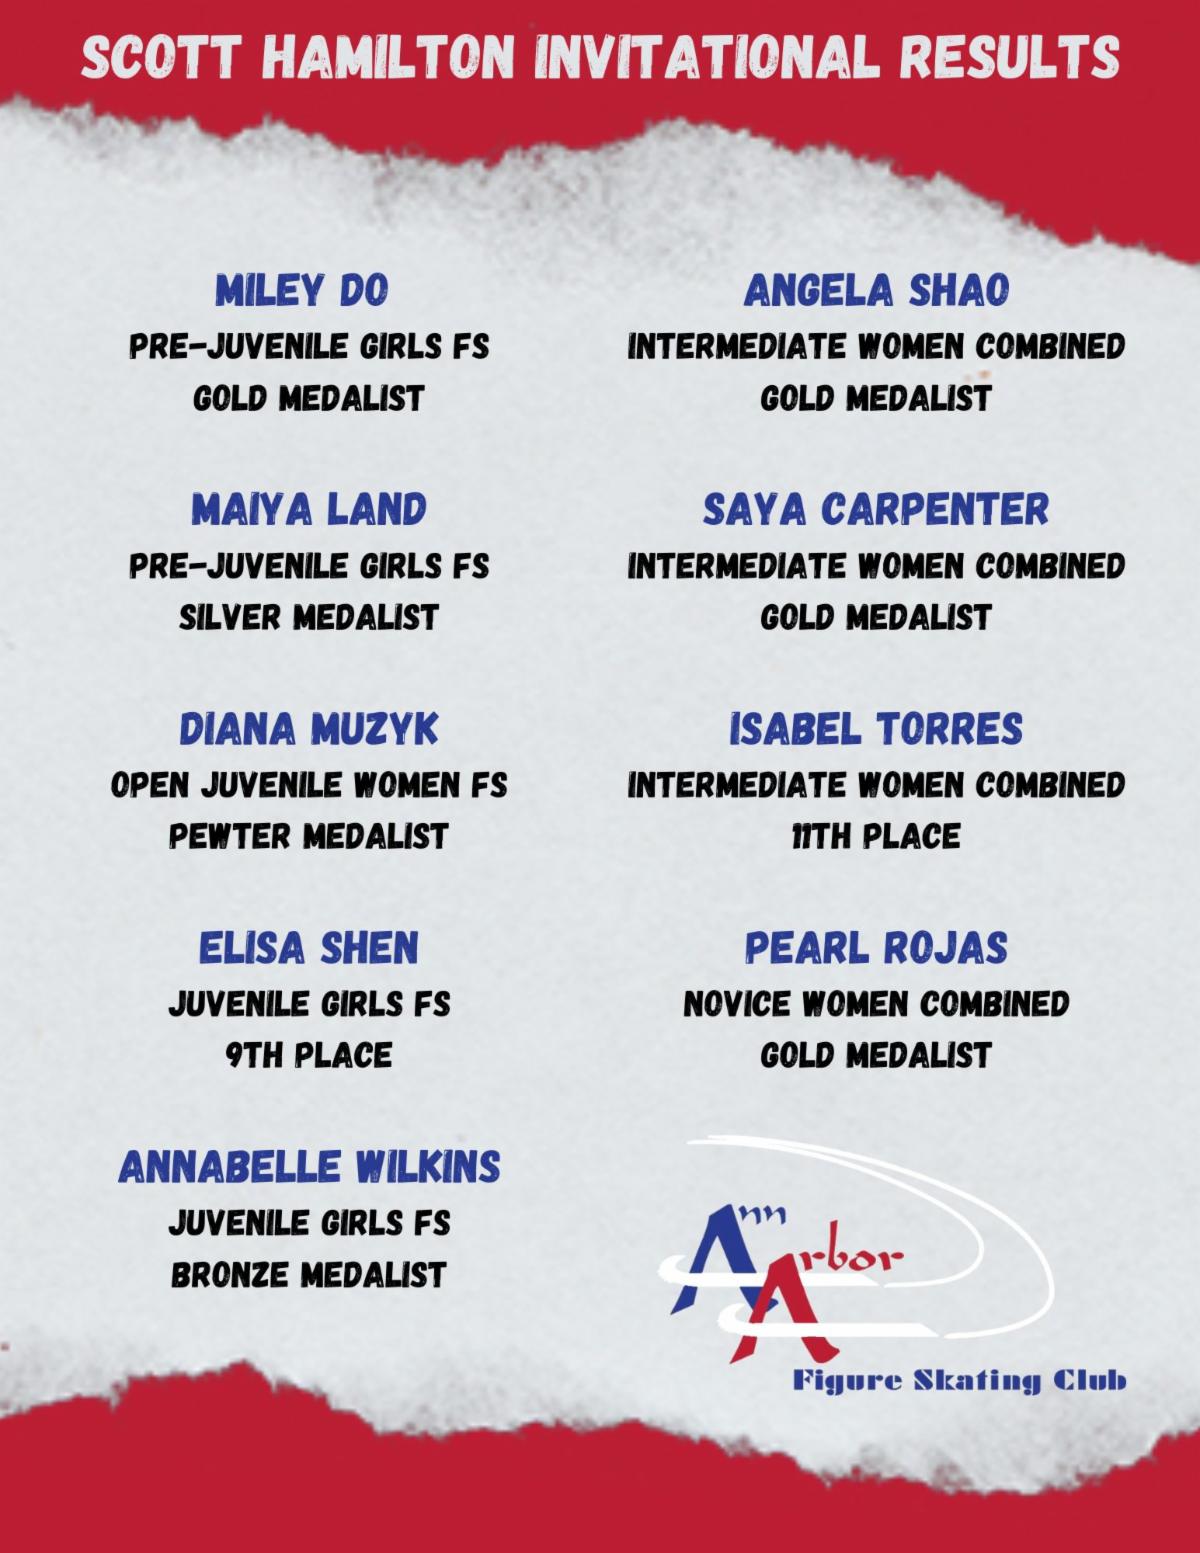 SCOTT HAMILTON INVITATIONAL RESULTS
MILEY DO
PRE-JUVENILE GIRLS FS
GOLD MEDALIST
MAIYA LAND
PRE-JUVENILE GIRLS FS
SILVER MEDALIST
DIANA MUZYK
OPEN JUVENILE WOMEN FS
PEWTER MEDALIST
ELISA SHEN
JUVENILE GIRLS FS
9TH PLACE
ANNABELLE WILKINS
JUVENILE GIRLS FS
BRONZE MEDALIST
ANGELA SHAO
INTERMEDIATE WOMEN COMBINED
GOLD MEDALIST
SAYA CARPENTER
INTERMEDIATE WOMEN COMBINED
GOLD MEDALIST
ISABEL TORRES
INTERMEDIATE WOMEN COMBINED
11TH PLACE
PEARL ROJAS
NOVICE WOMEN COMBINED
GOLD MEDALIST
Ann
Arbor
Figure Skating Club